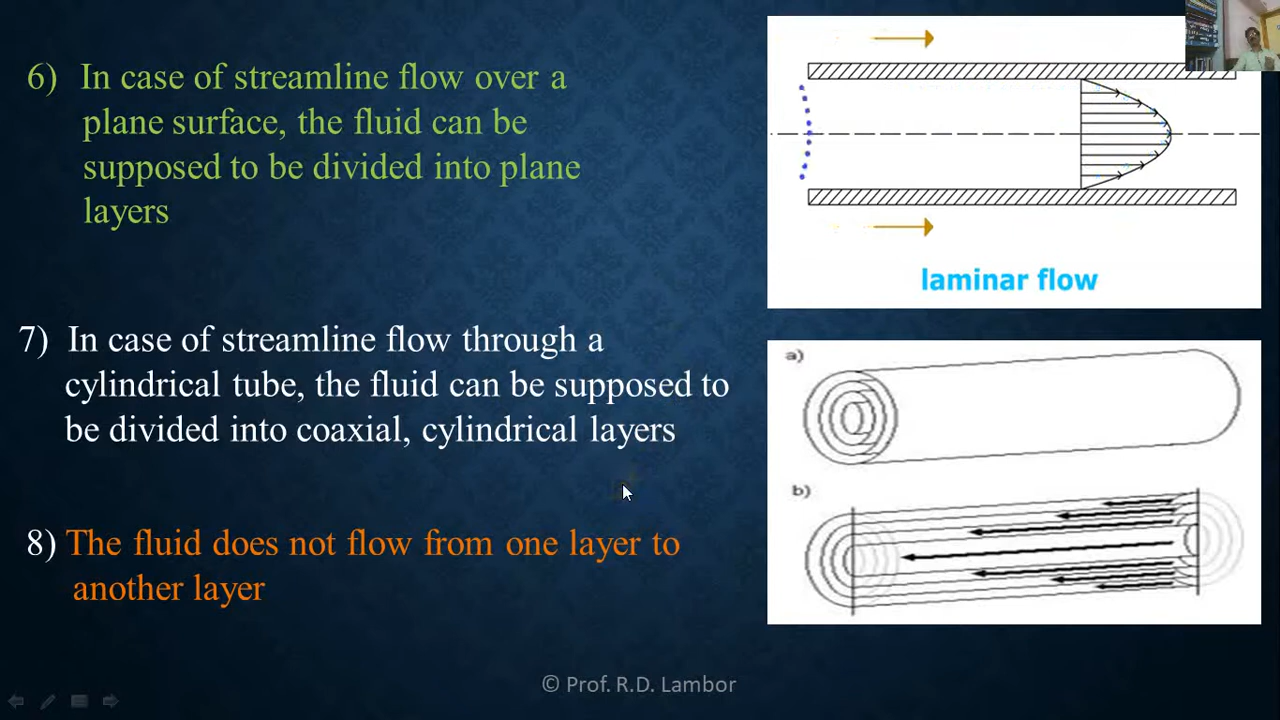 6) In case of streamline flow over a
plane surface, the fluid can be
supposed to be divided into plane
layers
laminar flow
7) In case of streamline flow through a
cylindrical tube, the fluid can be supposed to
be divided into coaxial, cylindrical layers
a)
b)
8) The fluid does not flow from one layer to
another layer
© Prof. R.D. Lambor